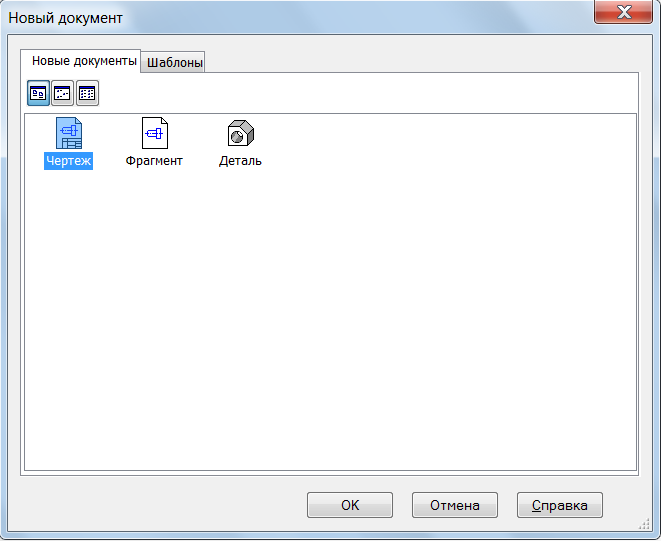 Новый документ
Новые документы Шаблоны
Чертеж Фрагмент Деталь
OK Отмена Справка